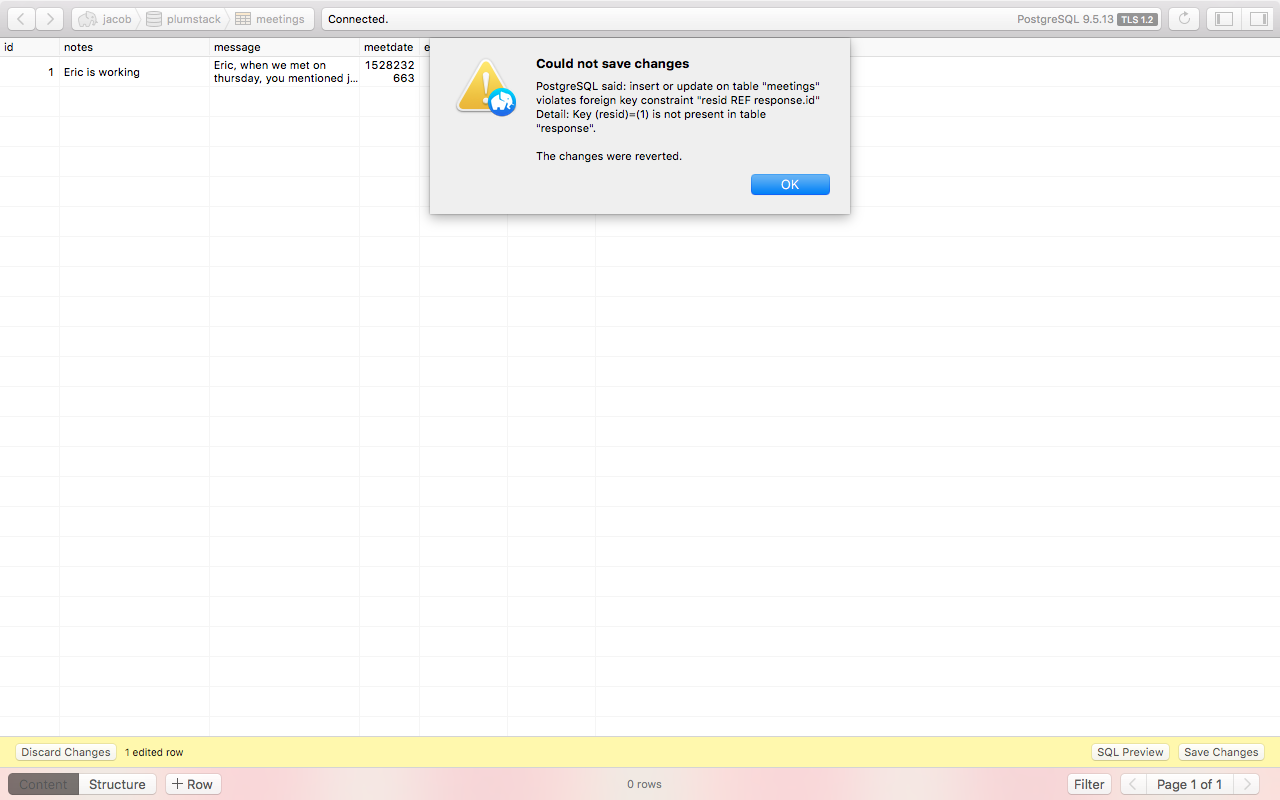 jacob plumstack meetings Connected. PostgreSQL 9.5.13 TLS 1.2
id notes message meetdate e
1 Eric is working Eric, when we met on 1528232
thursday, you mentioned j... 663
Could not save changes
PostgreSQL said: insert or update on table "meetings"
violates foreign key constraint "resid REF response.id"
Detail: Key (resid)=(1) is not present in table
"response".
The changes were reverted.
OK
Discard Changes 1 edited row SQL Preview Save Changes
Content Structure + Row 0 rows Filter Page 1 of 1